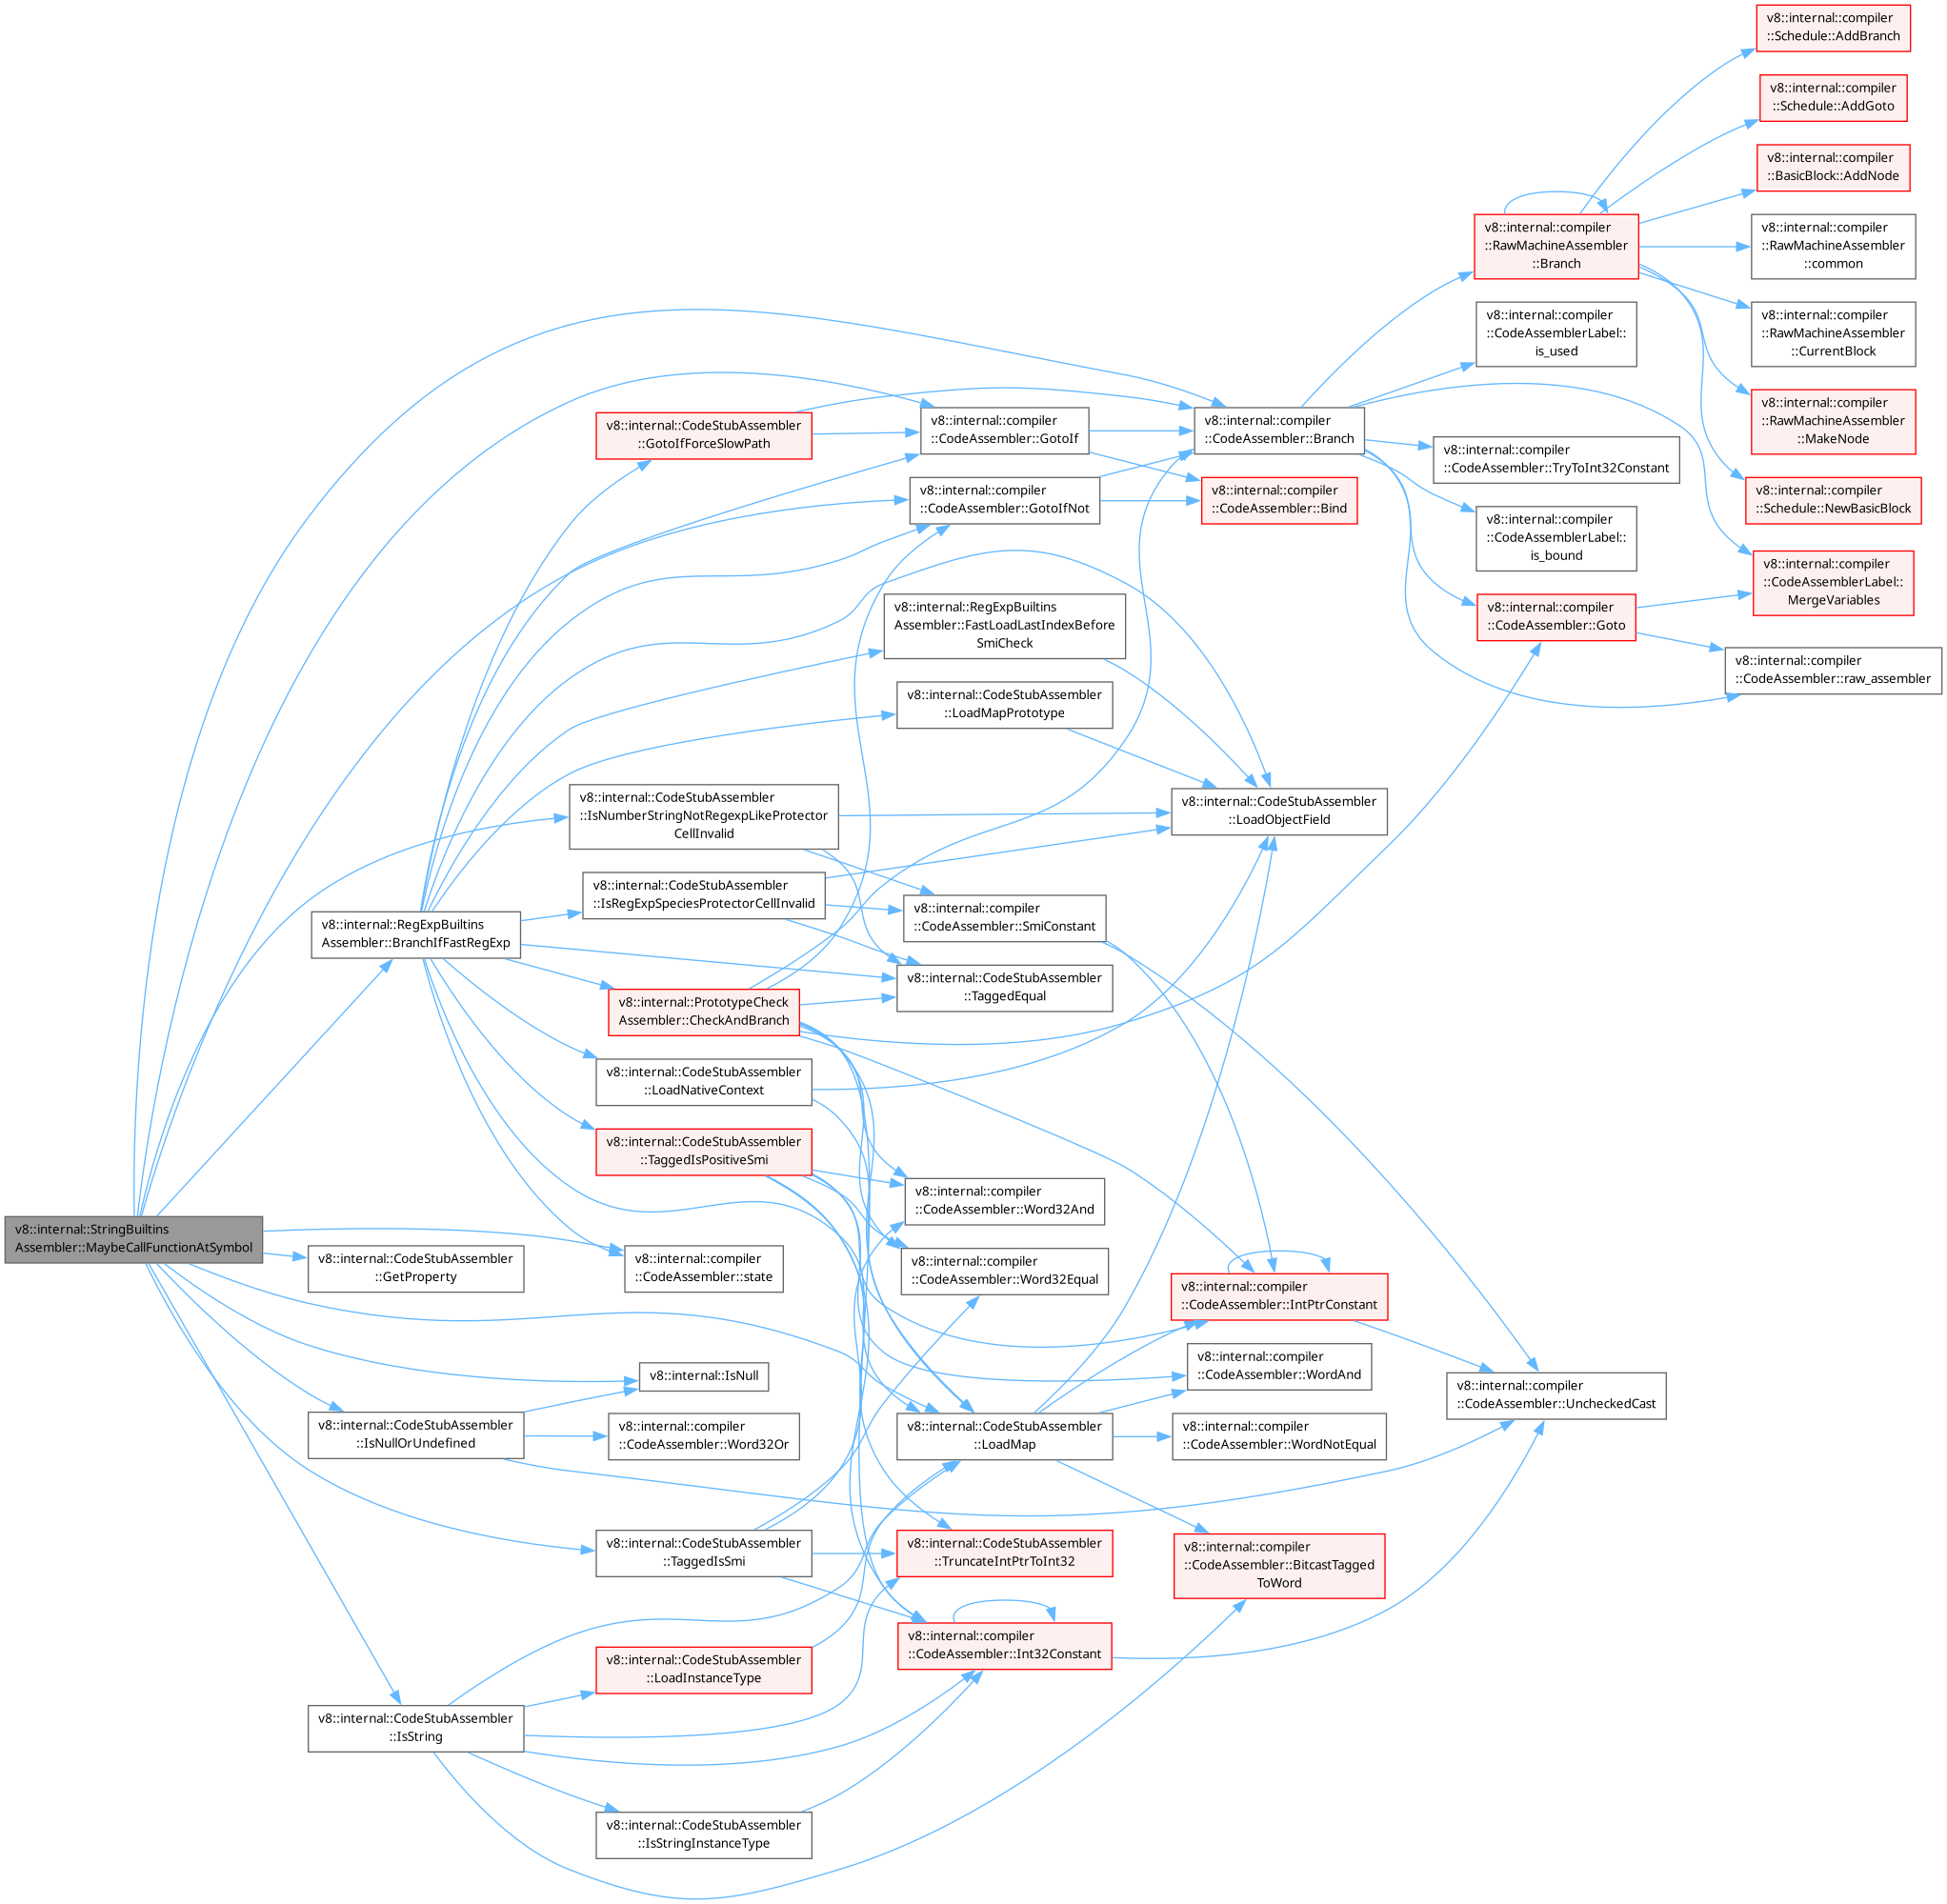 v8::internal::compiler
::Schedule::AddBranch
v8::internal::compiler
::Schedule::AddGoto
v8::internal::compiler
::BasicBlock::AddNode
v8::internal::compiler
::RawMachineAssembler
::Branch
v8::internal::compiler
::RawMachineAssembler
::common
v8::internal::compiler
::CodeAssemblerLabel::
is_used
v8::internal::compiler
::RawMachineAssembler
::CurrentBlock
v8::internal::compiler
::RawMachineAssembler
::MakeNode
v8::internal::CodeStubAssembler
::GotoIfForceSlowPath
v8::internal::compiler
::CodeAssembler::GotoIf
v8::internal::compiler
::CodeAssembler::Branch
v8::internal::compiler
::CodeAssembler::TryToInt32Constant
v8::internal::compiler
::CodeAssembler::GotoIfNot
v8::internal::compiler
::CodeAssembler::Bind
v8::internal::compiler
::Schedule::NewBasicBlock
v8::internal::compiler
::CodeAssemblerLabel::
is_bound
v8::internal::compiler
::CodeAssemblerLabel::
MergeVariables
v8::internal::RegExpBuiltins
Assembler::FastLoadLastIndexBefore
SmiCheck
v8::internal::compiler
::CodeAssembler::Goto
v8::internal::compiler
::CodeAssembler::raw_assembler
v8::internal::CodeStubAssembler
::LoadMapPrototype
v8::internal::CodeStubAssembler
::IsNumberStringNotRegexpLikeProtector
CellInvalid
v8::internal::CodeStubAssembler
::LoadObjectField
v8::internal::CodeStubAssembler
::IsRegExpSpeciesProtectorCellInvalid
v8::internal::compiler
::CodeAssembler::SmiConstant
v8::internal::RegExpBuiltins
Assembler::BranchIfFastRegExp
v8::internal::CodeStubAssembler
::TaggedEqual
v8::internal::PrototypeCheck
Assembler::CheckAndBranch
v8::internal::CodeStubAssembler
::LoadNativeContext
v8::internal::CodeStubAssembler
::TaggedIsPositiveSmi
v8::internal::compiler
::CodeAssembler::Word32And
v8::internal::StringBuiltins
Assembler::MaybeCallFunctionAtSymbol
v8::internal::CodeStubAssembler
::GetProperty
v8::internal::compiler
::CodeAssembler::state
v8::internal::compiler
::CodeAssembler::Word32Equal
v8::internal::compiler
::CodeAssembler::IntPtrConstant
v8::internal::IsNull
v8::internal::compiler
::CodeAssembler::WordAnd
v8::internal::compiler
::CodeAssembler::UncheckedCast
v8::internal::CodeStubAssembler
::IsNullOrUndefined
v8::internal::compiler
::CodeAssembler::Word32Or
v8::internal::CodeStubAssembler
::LoadMap
v8::internal::compiler
::CodeAssembler::WordNotEqual
v8::internal::CodeStubAssembler
::TaggedIsSmi
v8::internal::CodeStubAssembler
::TruncateIntPtrToInt32
v8::internal::compiler
::CodeAssembler::BitcastTagged
ToWord
v8::internal::compiler
::CodeAssembler::Int32Constant
v8::internal::CodeStubAssembler
::LoadInstanceType
v8::internal::CodeStubAssembler
::IsString
v8::internal::CodeStubAssembler
::IsStringInstanceType